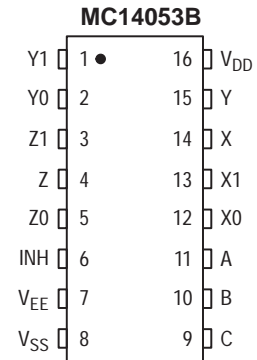 MC14053B
Y1 1 16 VDD
Y0 2 15 Y
Z1 3 14 X
Z 4 13 X1
Z0 5 12 X0
INH 6 11 A
VEE 7 10 B
VSS 8 9 C